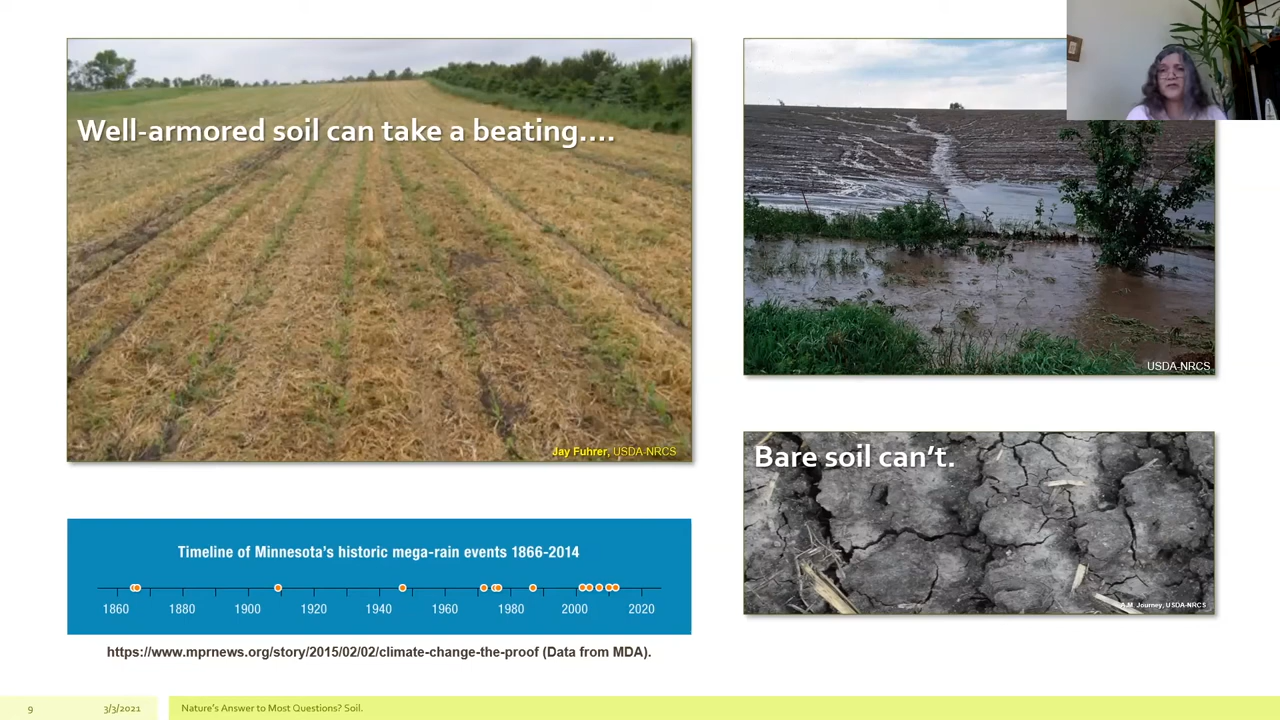 Well-armored soil can take a beating....
Jay Fuhrer, USDA-NRCS
USDA-NRCS
Bare soil can't.
A.M. Journey, USDA-NRCS
Timeline of Minnesota's historic mega-rain events 1866-2014
1860 1880 1900 1920 1940 1960 1980 2000 2020
https://www.mprnews.org/story/2015/02/02/climate-change-the-proof (Data from MDA).
9 3/3/2021 Nature's Answer to Most Questions? Soil.